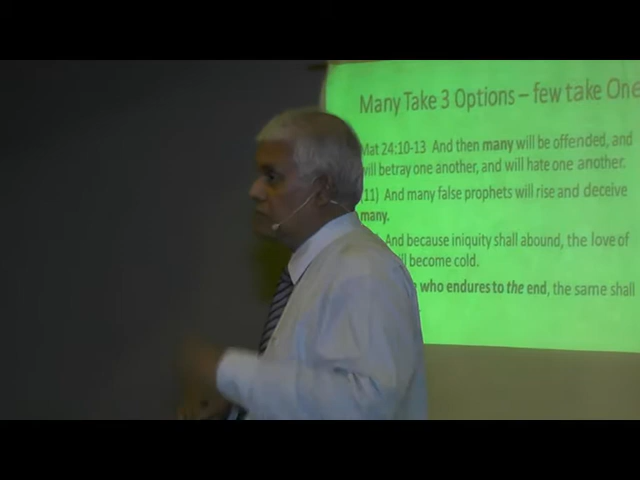 Many Take 3 Options – few take One
Mat 24:10-13 And then many will be offended, and
will betray one another, and will hate one another.
(11) And many false prophets will rise and deceive
many.
And because iniquity shall abound, the love of
will become cold.
who endures to the end, the same shall